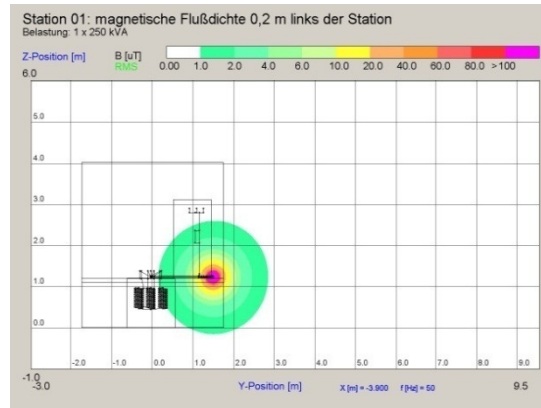 Station 01: magnetische Flußdichte 0,2 m links der Station
Belastung: 1 x 250 kVA
Z-Position [m] B [uT]
RMS
0.00 1.0 2.0 4.0 6.0 10.0 20.0 40.0 60.0 80.0 >100
6.0
5.0
4.0
3.0
2.0
1.0
0.0
-2.0 -1.0 0.0 1.0 2.0 3.0 4.0 5.0 6.0 7.0 8.0 9.0
-1.0
-3.0 Y-Position [m] X [m] = -3.900 f [Hz] = 50 9.5